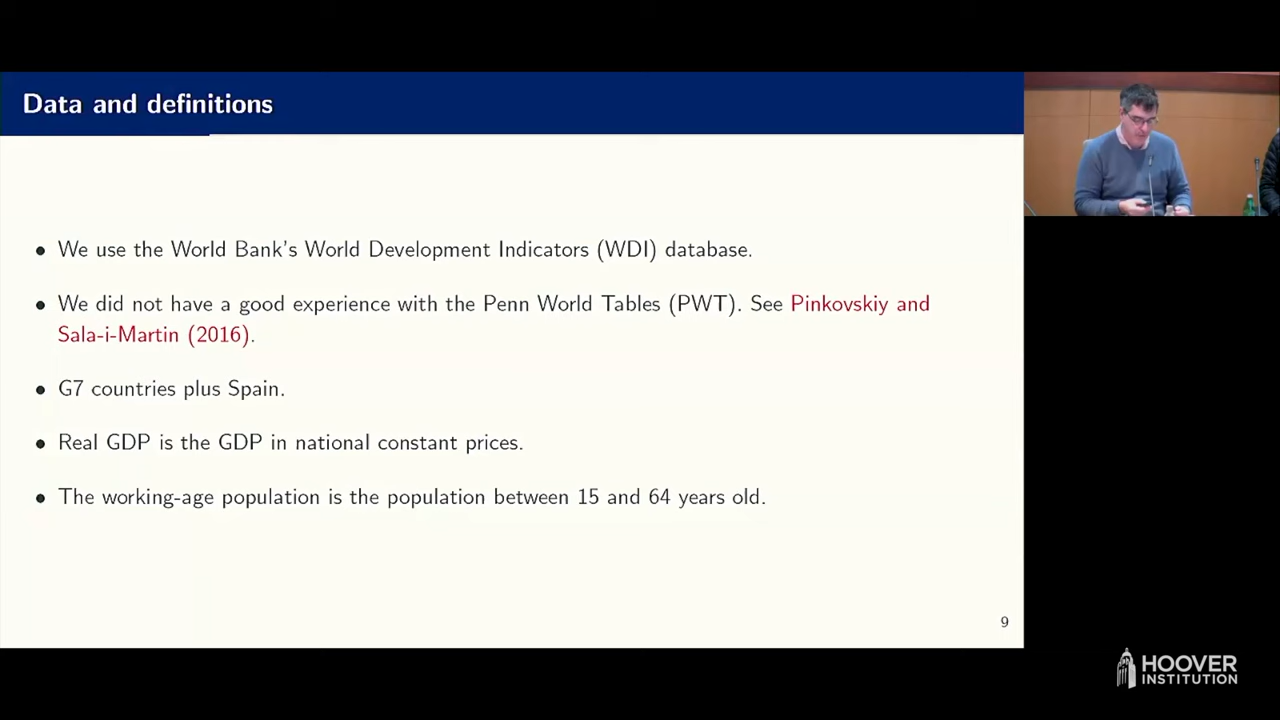 Data and definitions
• We use the World Bank's World Development Indicators (WDI) database.
• We did not have a good experience with the Penn World Tables (PWT). See Pinkovskiy and
Sala-i-Martin (2016).
• G7 countries plus Spain.
• Real GDP is the GDP in national constant prices.
• The working-age population is the population between 15 and 64 years old.
9
HOOVER
INSTITUTION